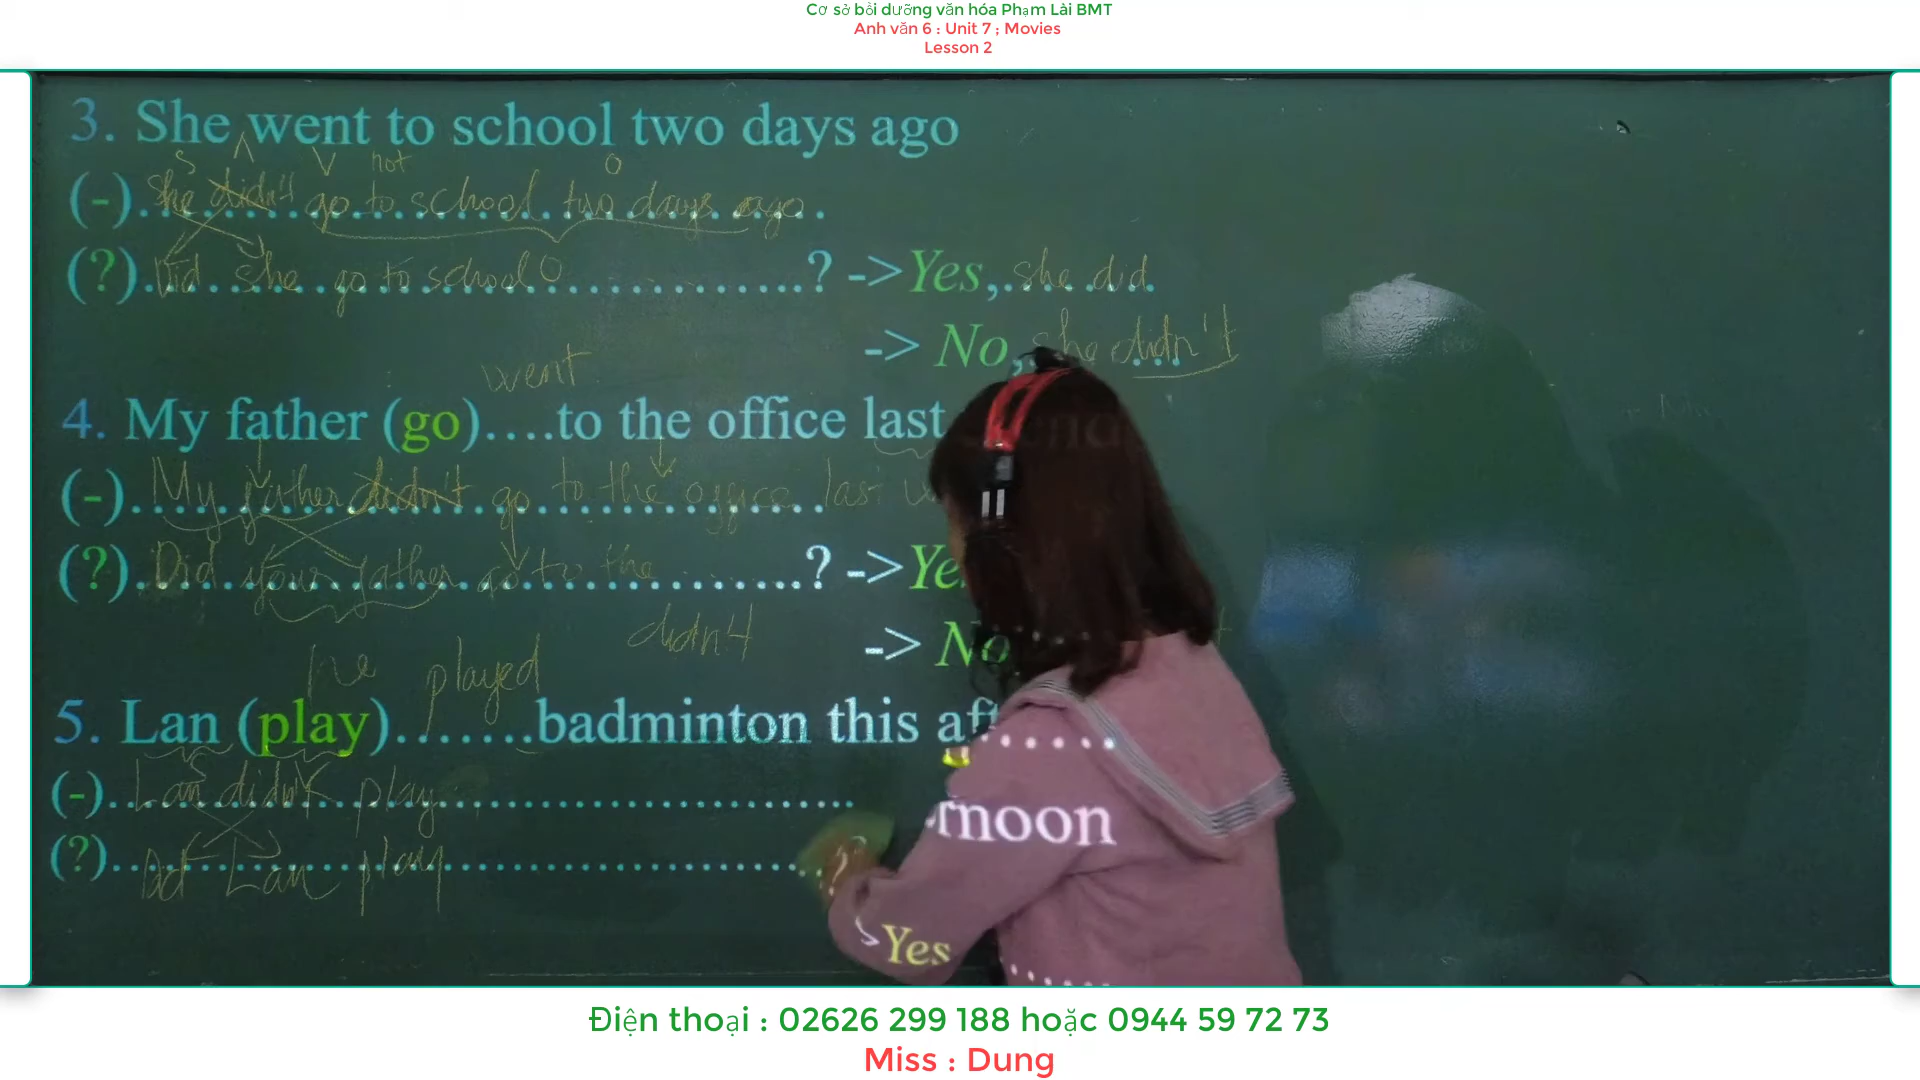 Cơ sở bồi dưỡng văn hóa Phạm Lài BMT
Anh văn 6 : Unit 7 ; Movies
Lesson 2
3. She went to school two days ago
S V not O
(-) She didn't go to school two days ago.
(?) Did she go to school ? -> Yes, she did.
-> No, she didn't
went
4. My father (go)....to the office last
(-) My father didn't go to the office last
(?) Did your father go to the ? ->
didn't
-> No
played
5. Lan (play).......badminton this afternoon
(-) Lan didn't play
(?) Did Lan play
Yes
Điện thoại : 02626 299 188 hoặc 0944 59 72 73
Miss : Dung